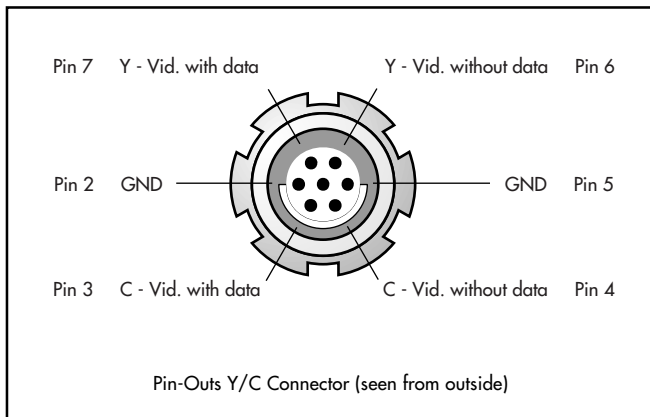 Pin 7 Y - Vid. with data Y - Vid. without data Pin 6
Pin 2 GND GND Pin 5
Pin 3 C - Vid. with data C - Vid. without data Pin 4
Pin-Outs Y/C Connector (seen from outside)